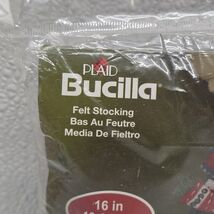 PLAID
Bucilla®
Felt Stocking
Bas Au Feutre
Media De Fieltro
16 in